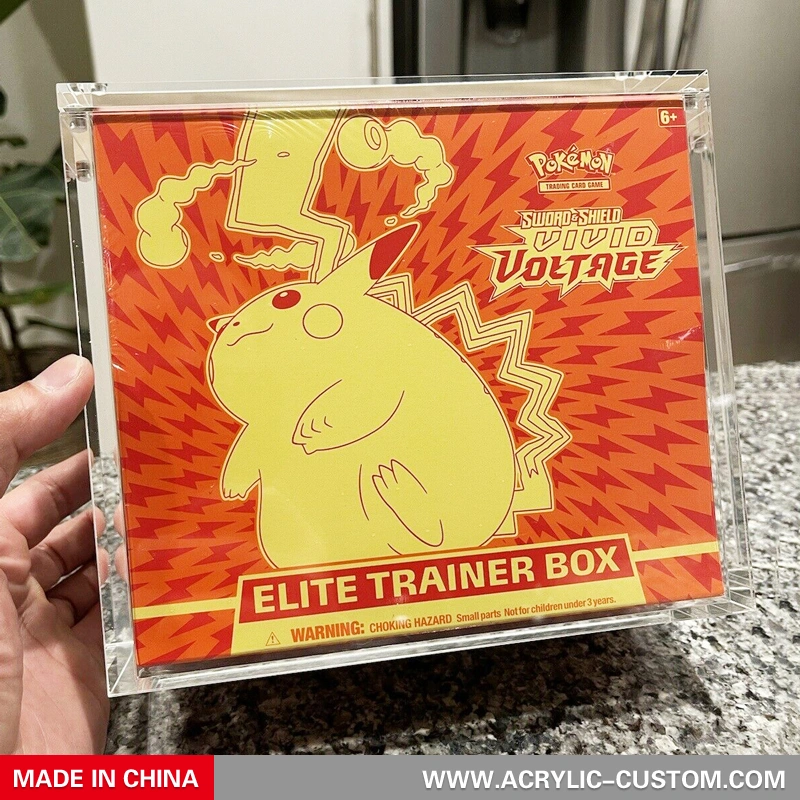 6+
POKéMON
TRADING CARD GAME
SWORD & SHIELD
VIVID
VOLTAGE
ELITE TRAINER BOX
WARNING: CHOKING HAZARD Small parts Not for children under 3 years.
MADE IN CHINA
WWW.ACRYLIC-CUSTOM.COM